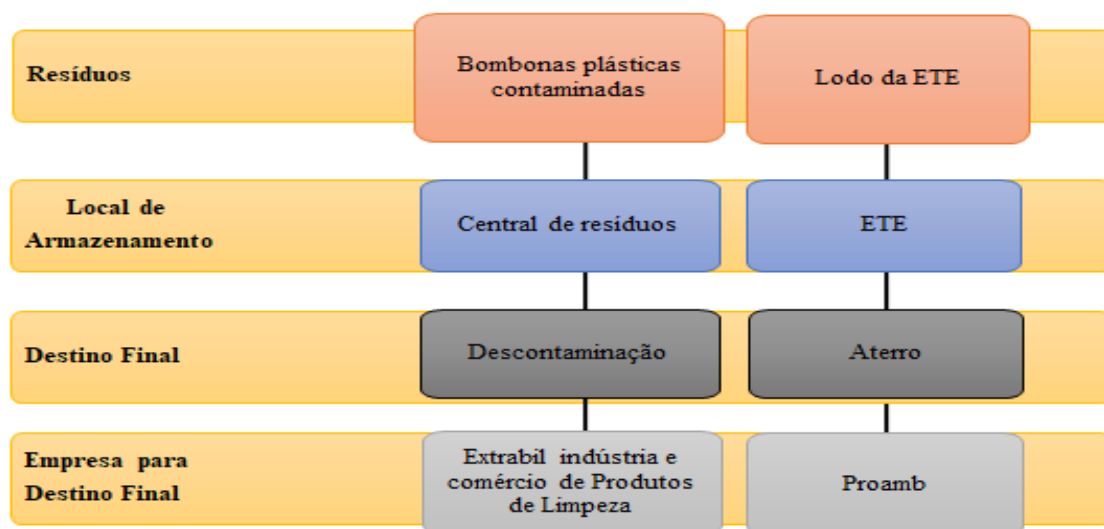 Resíduos
Bombonas plásticas
contaminadas
Lodo da ETE
Local de
Armazenamento
Central de resíduos
ETE
Destino Final
Descontaminação
Aterro
Empresa para
Destino Final
Extrabil indústria e
comércio de Produtos
de Limpeza
Proamb